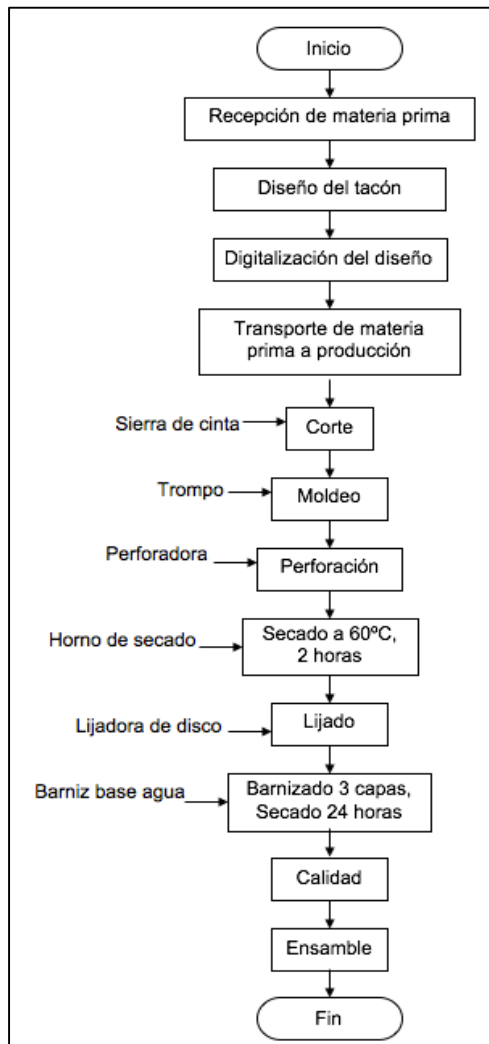 Inicio
Recepción de materia prima
Diseño del tacón
Digitalización del diseño
Transporte de materia
prima a producción
Sierra de cinta
Corte
Trompo
Moldeo
Perforadora
Perforación
Horno de secado
Secado a 60ºC,
2 horas
Lijadora de disco
Lijado
Barniz base agua
Barnizado 3 capas,
Secado 24 horas
Calidad
Ensamble
Fin